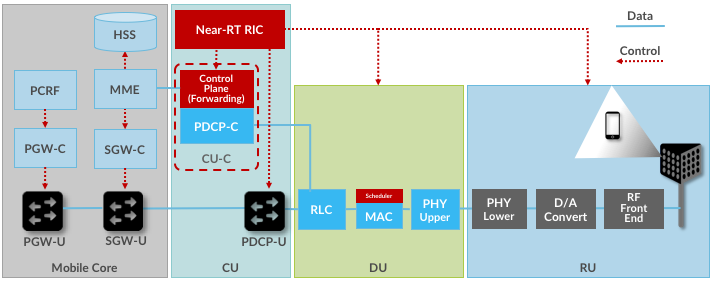 HSS
Near-RT RIC
Data
Control
PCRF
MME
Control
Plane
(Forwarding)
PDCP-C
CU-C
PGW-C
SGW-C
PGW-U
SGW-U
PDCP-U
RLC
Scheduler
MAC
PHY
Upper
PHY
Lower
D/A
Convert
RF
Front
End
Mobile Core
CU
DU
RU